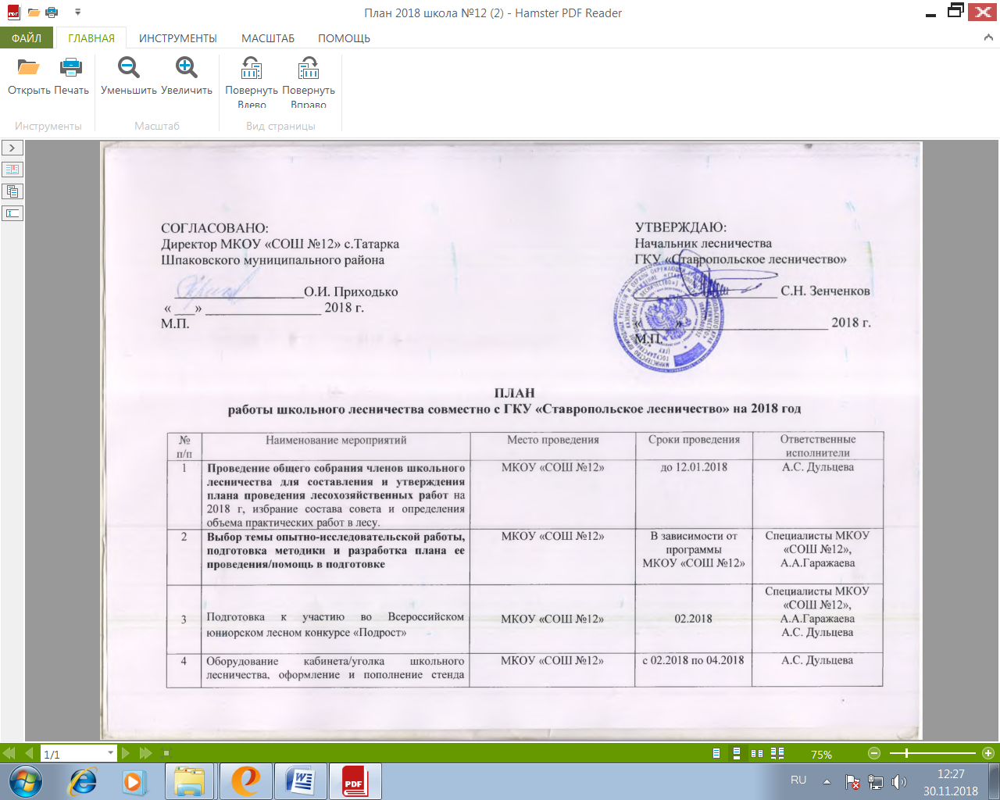 План 2018 школа №12 (2) - Hamster PDF Reader
ФАЙЛ ГЛАВНАЯ ИНСТРУМЕНТЫ МАСШТАБ ПОМОЩЬ
Открыть Печать Уменьшить Увеличить Повернуть Влево Повернуть Вправо
Инструменты Масштаб Вид страницы
СОГЛАСОВАНО:
Директор МКОУ «СОШ №12» с.Татарка
Шпаковского муниципального района
___________________О.И. Приходько
« ___» _________________ 2018 г.
М.П.
УТВЕРЖДАЮ:
Начальник лесничества
ГКУ «Ставропольское лесничество»
_____________________ С.Н. Зенченков
«_____»______________________ 2018 г.
М.П.
ПЛАН
работы школьного лесничества совместно с ГКУ «Ставропольское лесничество» на 2018 год
№ п/п Наименование мероприятий Место проведения Сроки проведения Ответственные исполнители
1 Проведение общего собрания членов школьного МКОУ «СОШ №12» до 12.01.2018 А.С. Дульцева
лесничества для составления и утверждения
плана проведения лесохозяйственных работ на
2018 г, избрание состава совета и определения
объема практических работ в лесу.
2 Выбор темы опытно-исследовательской работы, МКОУ «СОШ №12» В зависимости от Специалисты МКОУ
подготовка методики и разработка плана ее программы «СОШ №12»,
проведения/помощь в подготовке МКОУ «СОШ №12» А.А.Гаражаева
Специалисты МКОУ
«СОШ №12»,
3 Подготовка к участию во Всероссийском МКОУ «СОШ №12» 02.2018 А.А.Гаражаева
юниорском лесном конкурсе «Подрост» А.С. Дульцева
4 Оборудование кабинета/уголка школьного МКОУ «СОШ №12» с 02.2018 по 04.2018 А.С. Дульцева
лесничества, оформление и пополнение стенда
1/1 75%
PDF
RU 12:27
30.11.2018